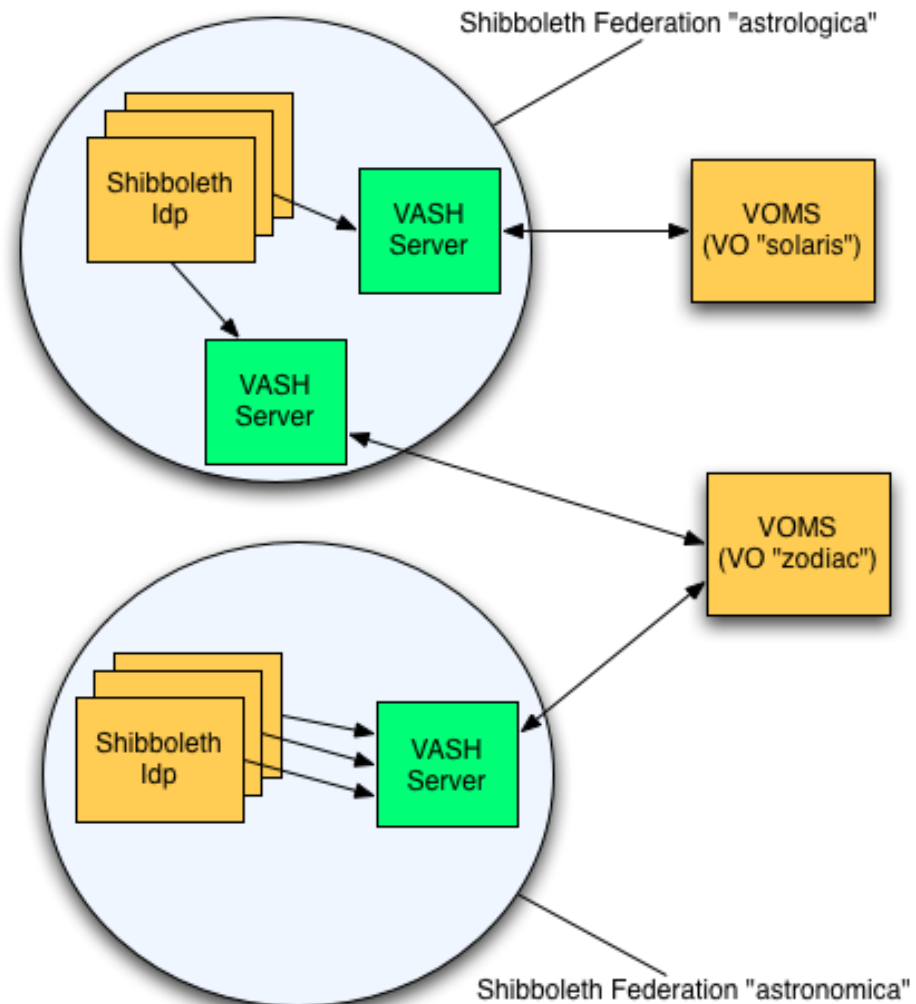 Shibboleth Federation "astrologica"
Shibboleth
Idp
VASH
Server
VOMS
(VO "solaris")
VASH
Server
VOMS
(VO "zodiac")
Shibboleth
Idp
VASH
Server
Shibboleth Federation "astronomica"